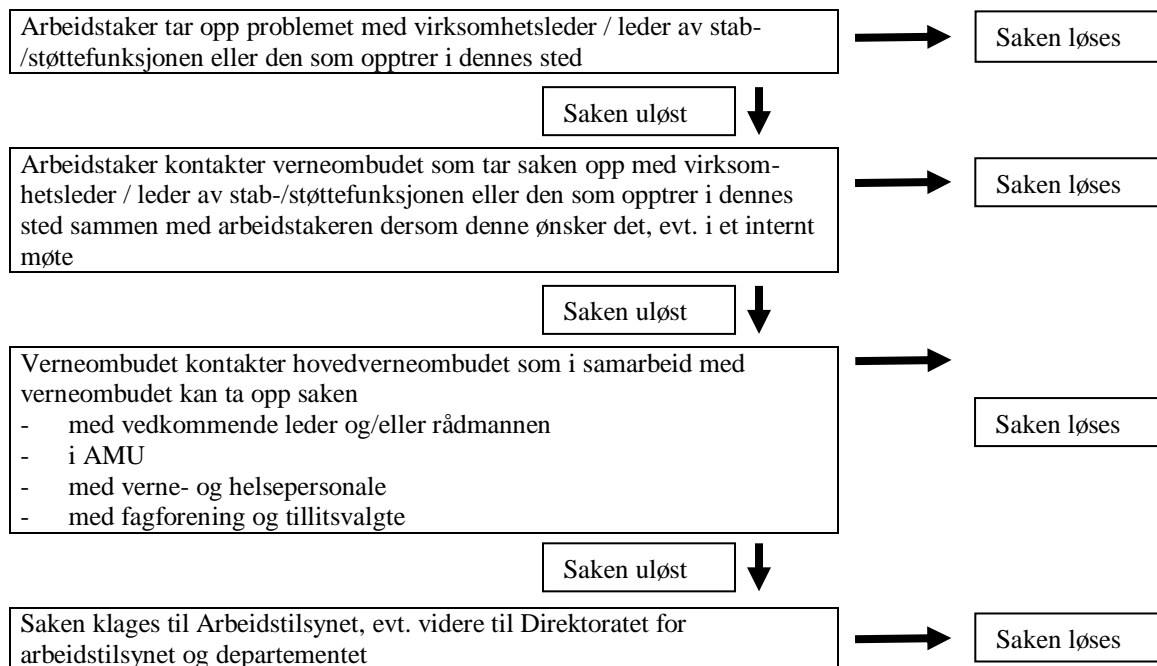 Arbeidstaker tar opp problemet med virksomhetsleder / leder av stab-
/støttefunksjonen eller den som opptrer i dennes sted
Saken løses
Saken uløst
Arbeidstaker kontakter verneombudet som tar saken opp med virksom-
hetsleder / leder av stab-/støttefunksjonen eller den som opptrer i dennes
sted sammen med arbeidstakeren dersom denne ønsker det, evt. i et internt
møte
Saken løses
Saken uløst
Verneombudet kontakter hovedverneombudet som i samarbeid med
verneombudet kan ta opp saken
- med vedkommende leder og/eller rådmannen
- i AMU
- med verne- og helsepersonale
- med fagforening og tillitsvalgte
Saken løses
Saken uløst
Saken klages til Arbeidstilsynet, evt. videre til Direktoratet for
arbeidstilsynet og departementet
Saken løses